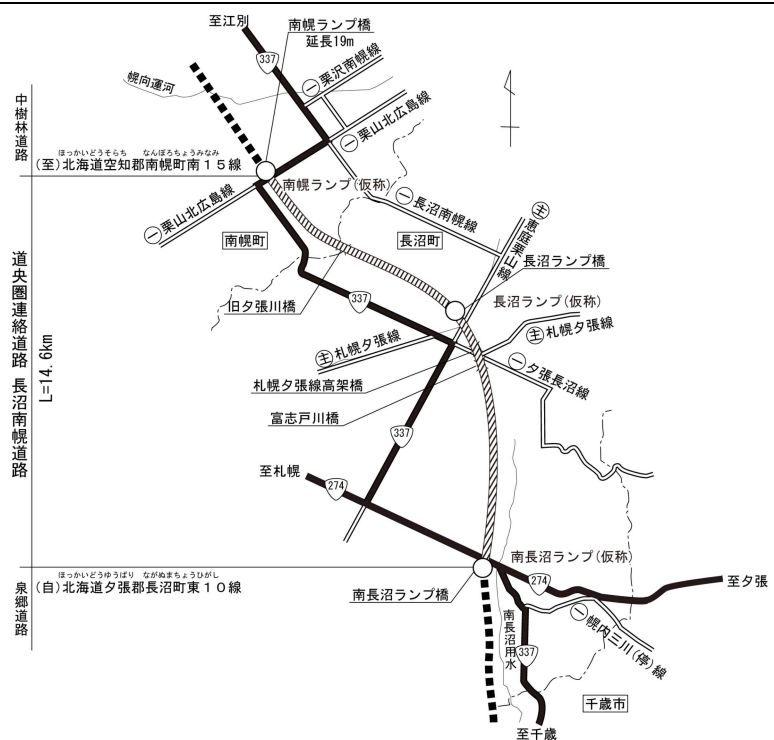 至江別
南幌ランプ橋
延長19m
337
一栗沢南幌線
幌向運河
一栗山北広島線
中樹林道路
ほっかいどうそらち なんぽろちょうみなみ
(至)北海道空知郡南幌町南15線
南幌ランプ(仮称)
一長沼南幌線
主恵庭栗山線
一栗山北広島線
南幌町
長沼町
長沼ランプ橋
道央圏連絡道路 長沼南幌道路
L=14.6km
旧夕張川橋
337
長沼ランプ(仮称)
主札幌夕張線
主札幌夕張線
一夕張長沼線
札幌夕張線高架橋
富志戸川橋
337
至札幌
274
南長沼ランプ(仮称)
ほっかいどうゆうばり ながぬまちょうひがし
(自)北海道夕張郡長沼町東10線
泉郷道路
南長沼ランプ橋
274
至夕張
南長沼用水
一幌内三川(停)線
337
千歳市
至千歳